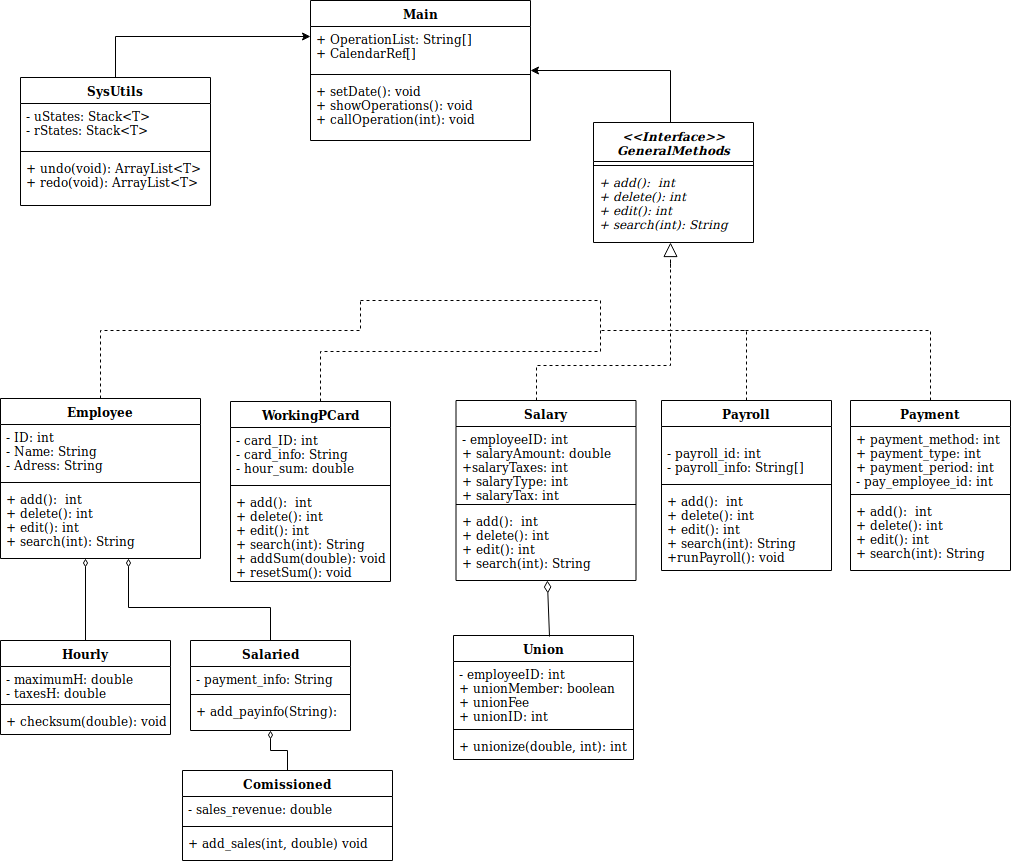 Main
+ OperationList: String[]
+ CalendarRef[]
+ setDate(): void
+ showOperations(): void
+ callOperation(int): void
SysUtils
- uStates: Stack<T>
- rStates: Stack<T>
+ undo(void): ArrayList<T>
+ redo(void): ArrayList<T>
<<Interface>>
GeneralMethods
+ add():  int
+ delete(): int
+ edit(): int
+ search(int): String
Employee
- ID: int
- Name: String
- Adress: String
+ add():  int
+ delete(): int
+ edit(): int
+ search(int): String
WorkingPCard
- card_ID: int
- card_info: String
- hour_sum: double
+ add():  int
+ delete(): int
+ edit(): int
+ search(int): String
+ addSum(double): void
+ resetSum(): void
Salary
- employeeID: int
+ salaryAmount: double
+salaryTaxes: int
+ salaryType: int
+ salaryTax: int
+ add():  int
+ delete(): int
+ edit(): int
+ search(int): String
Payroll
- payroll_id: int
- payroll_info: String[]
+ add():  int
+ delete(): int
+ edit(): int
+ search(int): String
+runPayroll(): void
Payment
+ payment_method: int
+ payment_type: int
+ payment_period: int
- pay_employee_id: int
+ add():  int
+ delete(): int
+ edit(): int
+ search(int): String
Hourly
- maximumH: double
- taxesH: double
+ checksum(double): void
Salaried
- payment_info: String
+ add_payinfo(String):
Union
- employeeID: int
+ unionMember: boolean
+ unionFee
+ unionID: int
+ unionize(double, int): int
Comissioned
- sales_revenue: double
+ add_sales(int, double) void